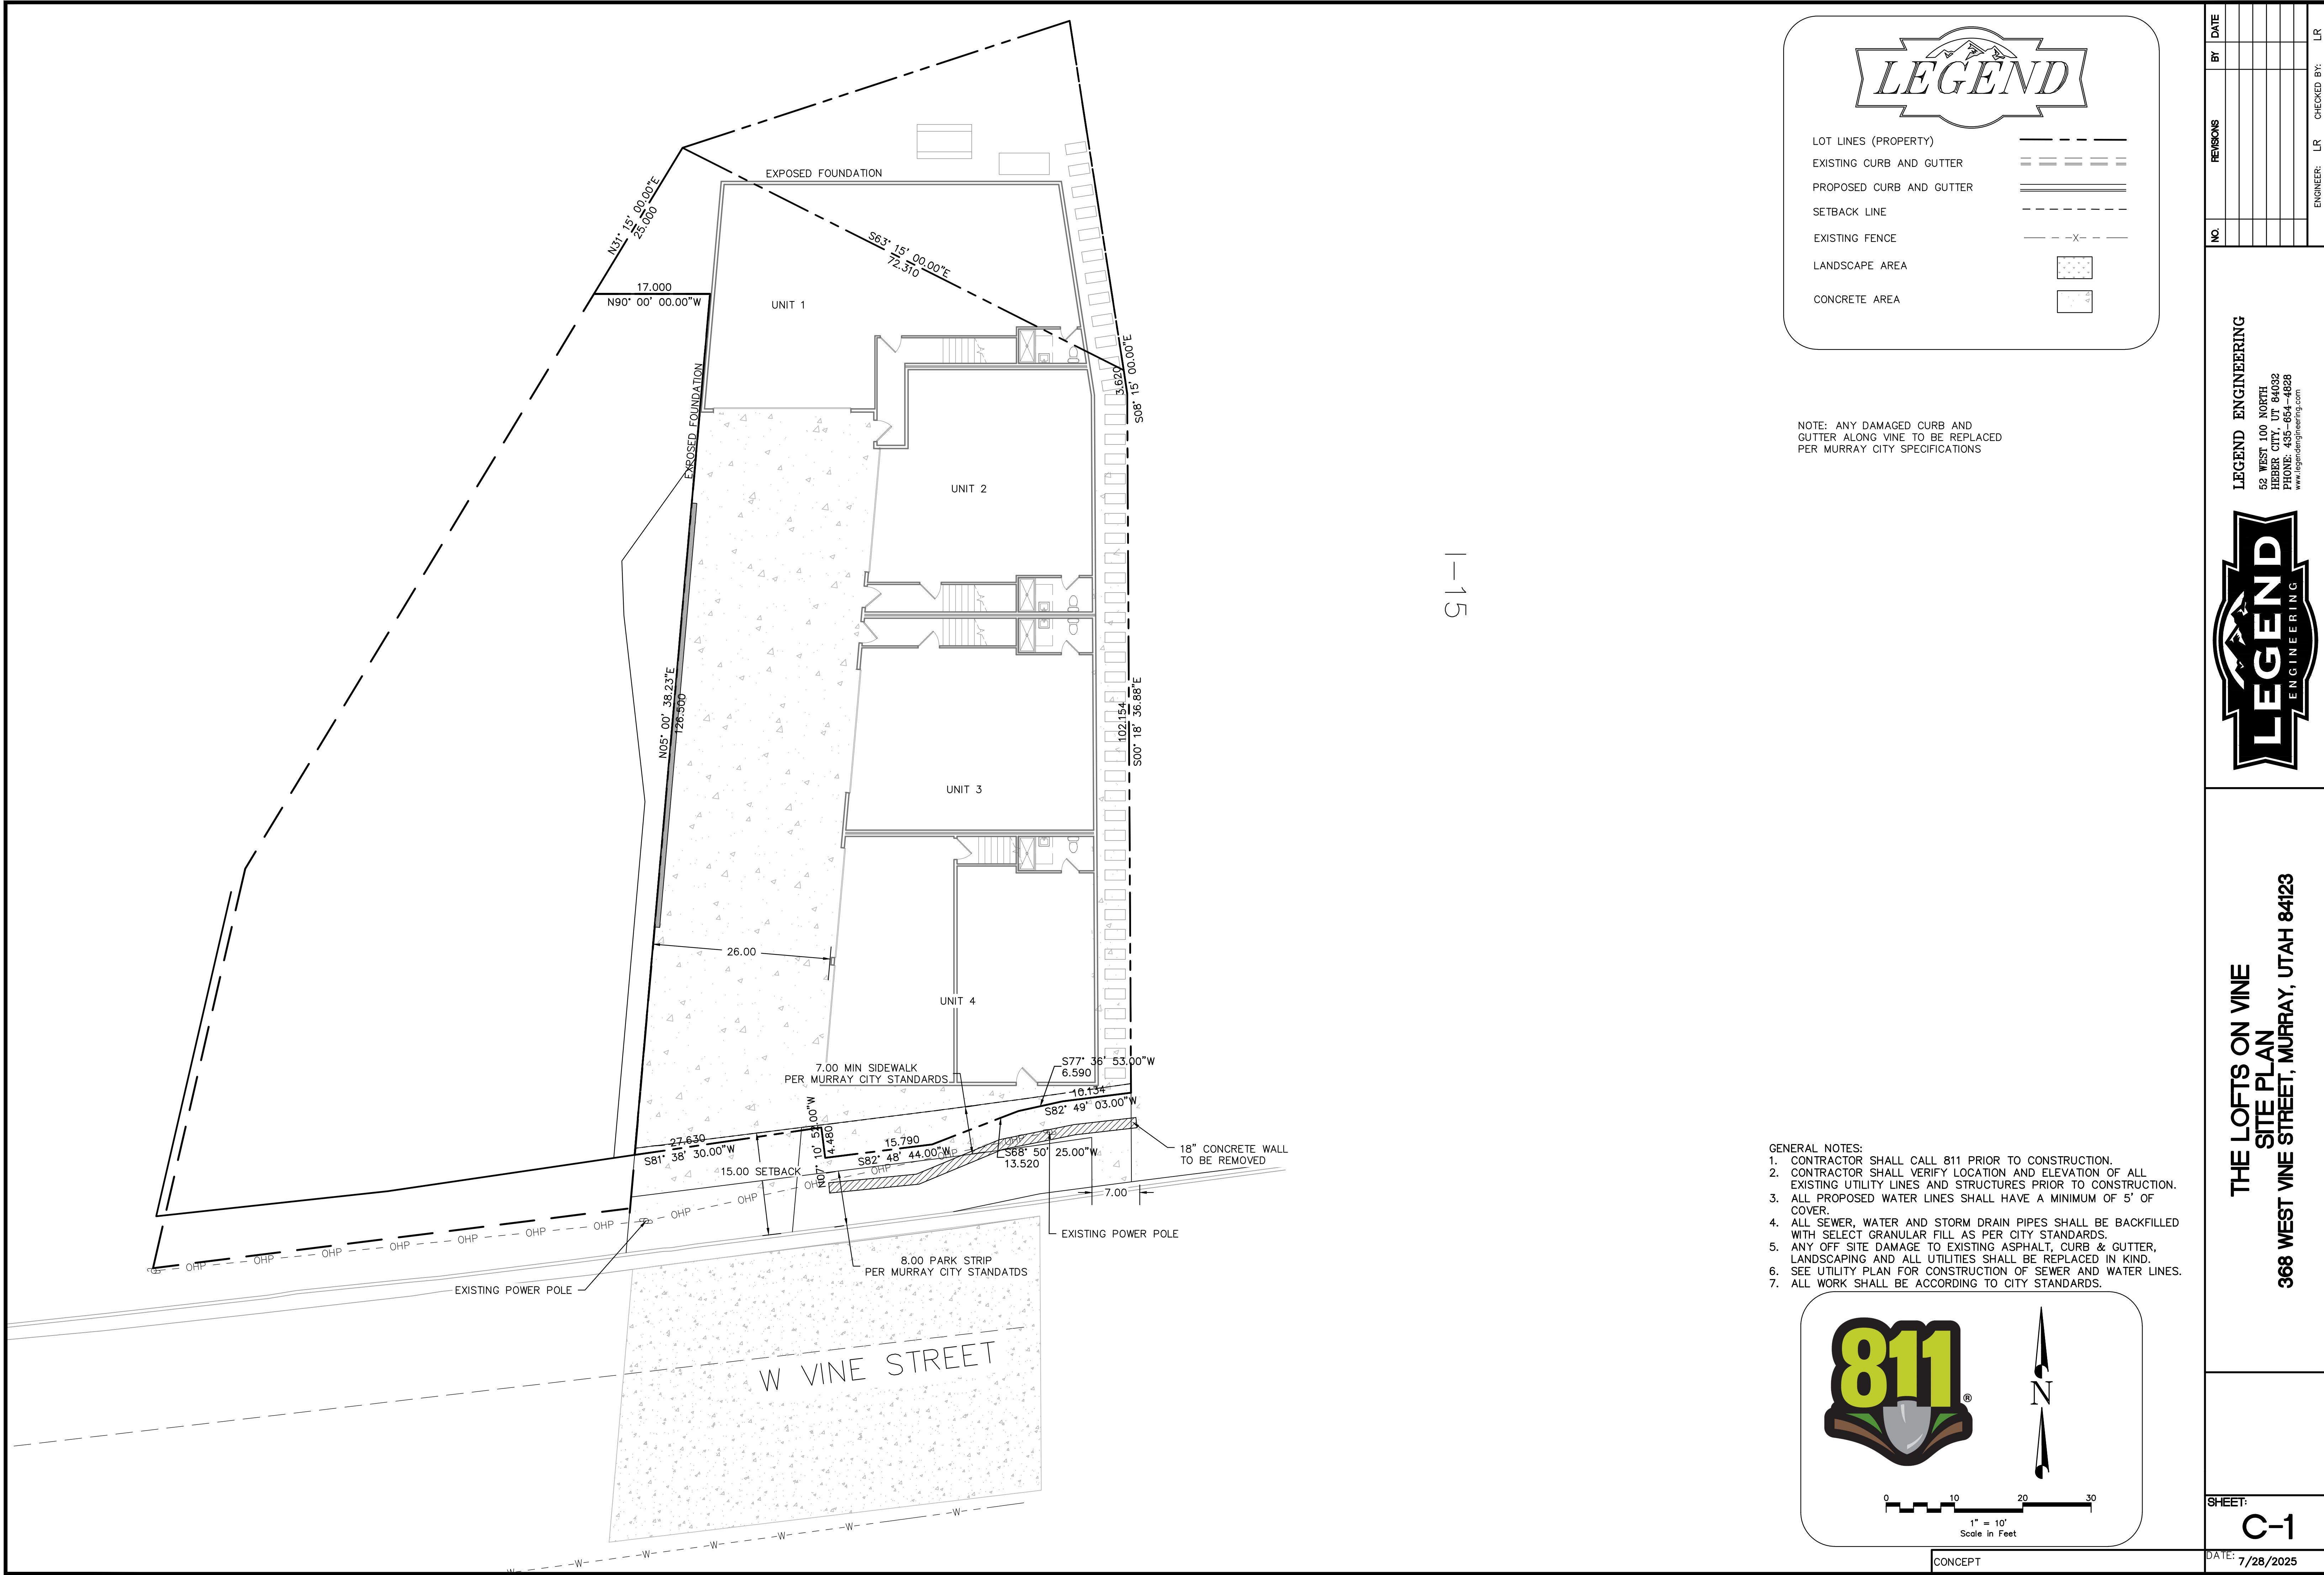 EXPOSED FOUNDATION
N31° 15' 00.00"E
25.000
S63° 15' 00.00"E
72.310
17.000
N90° 00' 00.00"W
UNIT 1
EXPOSED FOUNDATION
3.620
S08° 15' 00.00"E
UNIT 2
N05° 00' 38.23"E
126.500
102.154
S00° 18' 36.88"E
UNIT 3
26.00
UNIT 4
7.00 MIN SIDEWALK
PER MURRAY CITY STANDARDS
S77° 36' 53.00"W
6.590
10.134
S82° 49' 03.00"W
27.630
S81° 38' 30.00"W
4.480
15.790
S82° 48' 44.00"W
S68° 50' 25.00"W
13.520
15.00 SETBACK
18" CONCRETE WALL
TO BE REMOVED
7.00
EXISTING POWER POLE
8.00 PARK STRIP
PER MURRAY CITY STANDATDS
EXISTING POWER POLE
OHP OHP OHP OHP OHP OHP OHP OHP OHP OHP OHP OHP
W VINE STREET
W W W W W W W
I-15
LEGEND
LOT LINES (PROPERTY)
EXISTING CURB AND GUTTER
PROPOSED CURB AND GUTTER
SETBACK LINE
EXISTING FENCE
X
LANDSCAPE AREA
CONCRETE AREA
NOTE: ANY DAMAGED CURB AND
GUTTER ALONG VINE TO BE REPLACED
PER MURRAY CITY SPECIFICATIONS
GENERAL NOTES:
1. CONTRACTOR SHALL CALL 811 PRIOR TO CONSTRUCTION.
2. CONTRACTOR SHALL VERIFY LOCATION AND ELEVATION OF ALL
EXISTING UTILITY LINES AND STRUCTURES PRIOR TO CONSTRUCTION.
3. ALL PROPOSED WATER LINES SHALL HAVE A MINIMUM OF 5' OF
COVER.
4. ALL SEWER, WATER AND STORM DRAIN PIPES SHALL BE BACKFILLED
WITH SELECT GRANULAR FILL AS PER CITY STANDARDS.
5. ANY OFF SITE DAMAGE TO EXISTING ASPHALT, CURB & GUTTER,
LANDSCAPING AND ALL UTILITIES SHALL BE REPLACED IN KIND.
6. SEE UTILITY PLAN FOR CONSTRUCTION OF SEWER AND WATER LINES.
7. ALL WORK SHALL BE ACCORDING TO CITY STANDARDS.
811
®
N
0 10 20 30
1" = 10'
Scale in Feet
CONCEPT
NO. REVISIONS BY DATE
ENGINEER: LR CHECKED BY: LR
LEGEND ENGINEERING
52 WEST 100 NORTH
HEBER CITY, UT 84032
PHONE: 435-654-4828
www.legendengineering.com
LEGEND
ENGINEERING
THE LOFTS ON VINE
SITE PLAN
368 WEST VINE STREET, MURRAY, UTAH 84123
SHEET:
C-1
DATE: 7/28/2025